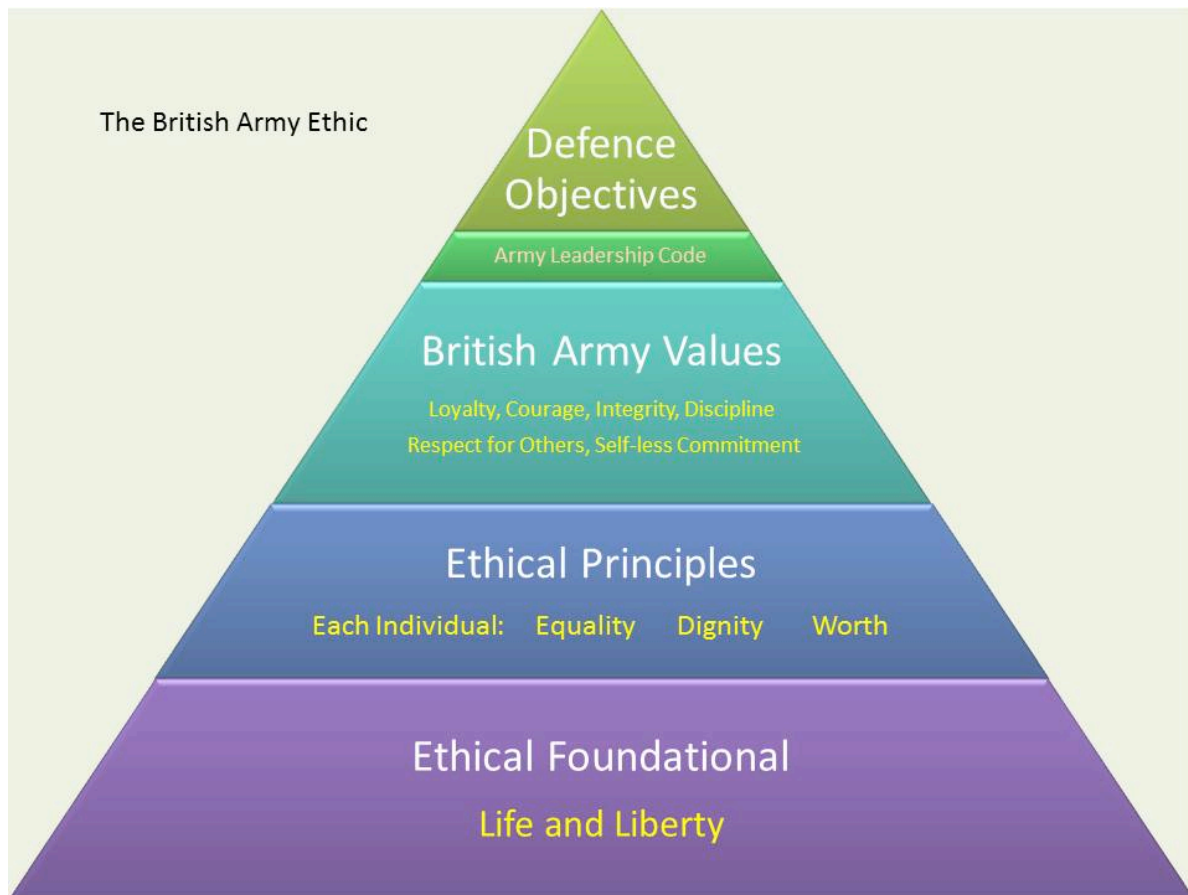 The British Army Ethic
Defence
Objectives
Army Leadership Code
British Army Values
Loyalty, Courage, Integrity, Discipline
Respect for Others, Self-less Commitment
Ethical Principles
Each Individual: Equality Dignity Worth
Ethical Foundational
Life and Liberty